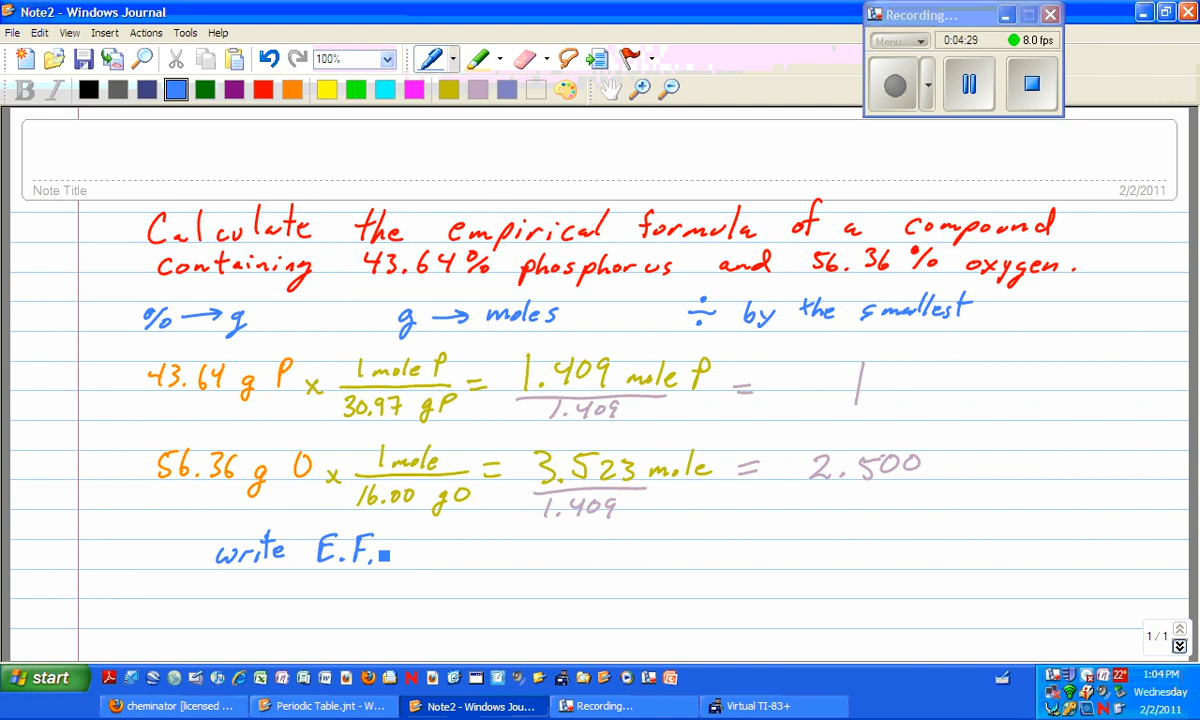 Note2 - Windows Journal
Recording...
File Edit View Insert Actions Tools Help
Menu 0:04:29 8.0 fps
100%
B I
Note Title 2/2/2011
Calculate the empirical formula of a compound
containing 43.64% phosphorus and 56.36 % oxygen.
% → g g → moles ÷ by the smallest
43.64 g P × 1 mole P / 30.97 gP = 1.409 mole P / 1.409 = 1
56.36 g O × 1 mole / 16.00 gO = 3.523 mole / 1.409 = 2.500
write E.F.
1 / 1
start 22° 1:04 PM
Wednesday
2/2/2011
cheminator [licensed ... Periodic Table.jnt - W... Note2 - Windows Jou... Recording... Virtual TI-83+